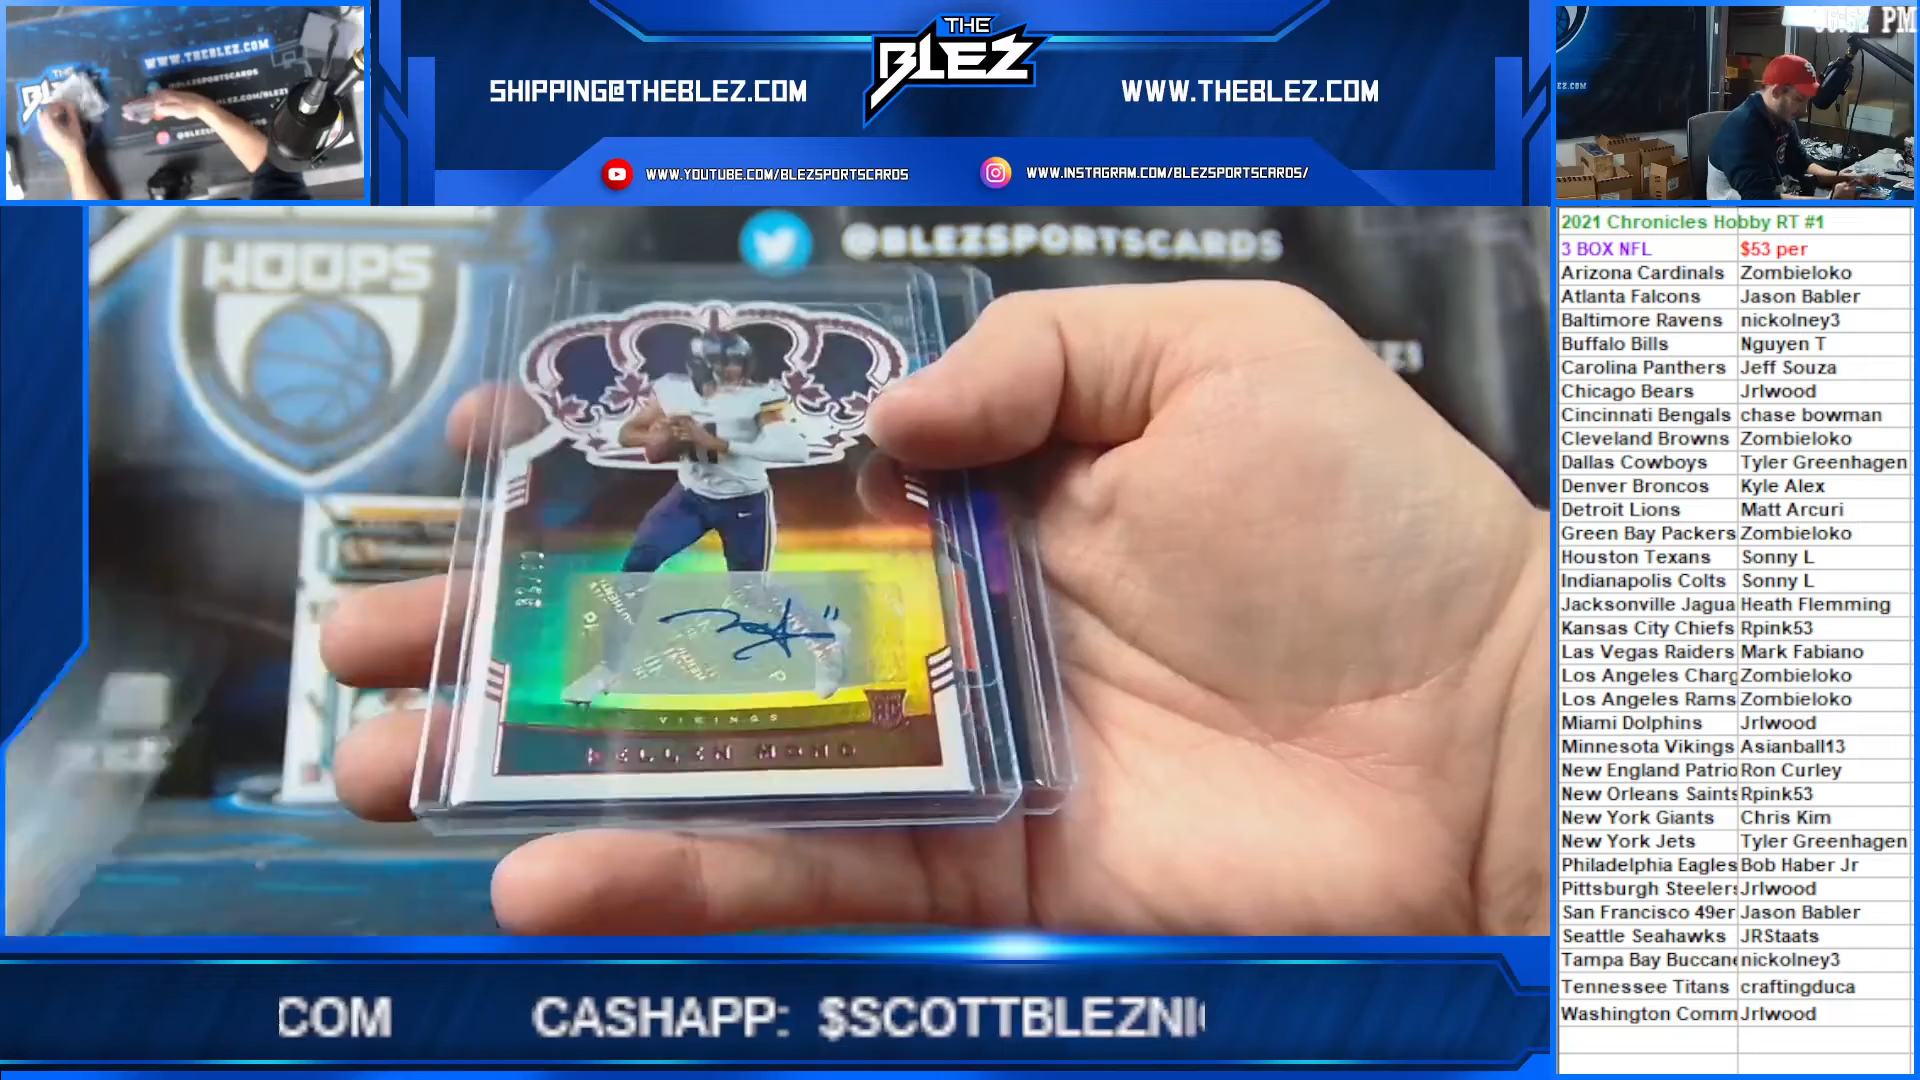 WWW.THEBLEZ.COM
THE
BLEZ
SHIPPING@THEBLEZ.COM
WWW.THEBLEZ.COM
WWW.YOUTUBE.COM/BLEZSPORTSCARDS
WWW.INSTAGRAM.COM/BLEZSPORTSCARDS/
PM
HOOPS
@BLEZSPORTSCARDS
VIKINGS
KELLEN MOND
2021 Chronicles Hobby RT #1
3 BOX NFL $53 per
Arizona Cardinals Zombieloko
Atlanta Falcons Jason Babler
Baltimore Ravens nickolney3
Buffalo Bills Nguyen T
Carolina Panthers Jeff Souza
Chicago Bears Jrlwood
Cincinnati Bengals chase bowman
Cleveland Browns Zombieloko
Dallas Cowboys Tyler Greenhagen
Denver Broncos Kyle Alex
Detroit Lions Matt Arcuri
Green Bay Packers Zombieloko
Houston Texans Sonny L
Indianapolis Colts Sonny L
Jacksonville Jagua Heath Flemming
Kansas City Chiefs Rpink53
Las Vegas Raiders Mark Fabiano
Los Angeles Charg Zombieloko
Los Angeles Rams Zombieloko
Miami Dolphins Jrlwood
Minnesota Vikings Asianball13
New England Patrio Ron Curley
New Orleans Saints Rpink53
New York Giants Chris Kim
New York Jets Tyler Greenhagen
Philadelphia Eagles Bob Haber Jr
Pittsburgh Steelers Jrlwood
San Francisco 49er Jason Babler
Seattle Seahawks JRStaats
Tampa Bay Buccane nickolney3
Tennessee Titans craftingduca
Washington Comm Jrlwood
COM CASHAPP: $SCOTTBLEZNI